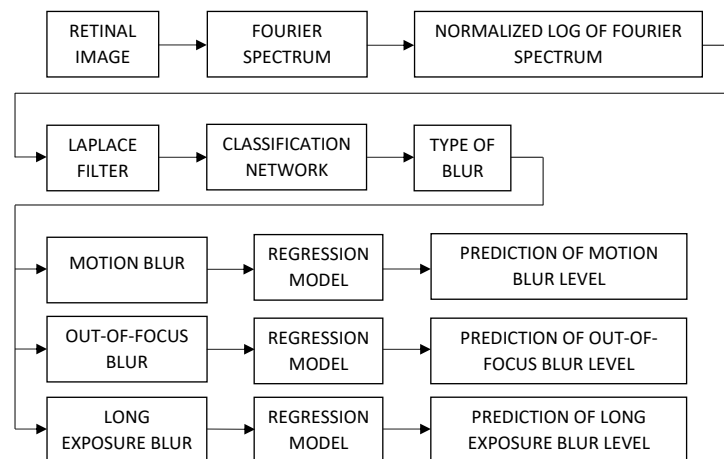 RETINAL
IMAGE
FOURIER
SPECTRUM
NORMALIZED LOG OF FOURIER
SPECTRUM
LAPLACE
FILTER
CLASSIFICATION
NETWORK
TYPE OF
BLUR
MOTION BLUR
REGRESSION
MODEL
PREDICTION OF MOTION
BLUR LEVEL
OUT-OF-FOCUS
BLUR
REGRESSION
MODEL
PREDICTION OF OUT-OF-
FOCUS BLUR LEVEL
LONG
EXPOSURE BLUR
REGRESSION
MODEL
PREDICTION OF LONG
EXPOSURE BLUR LEVEL